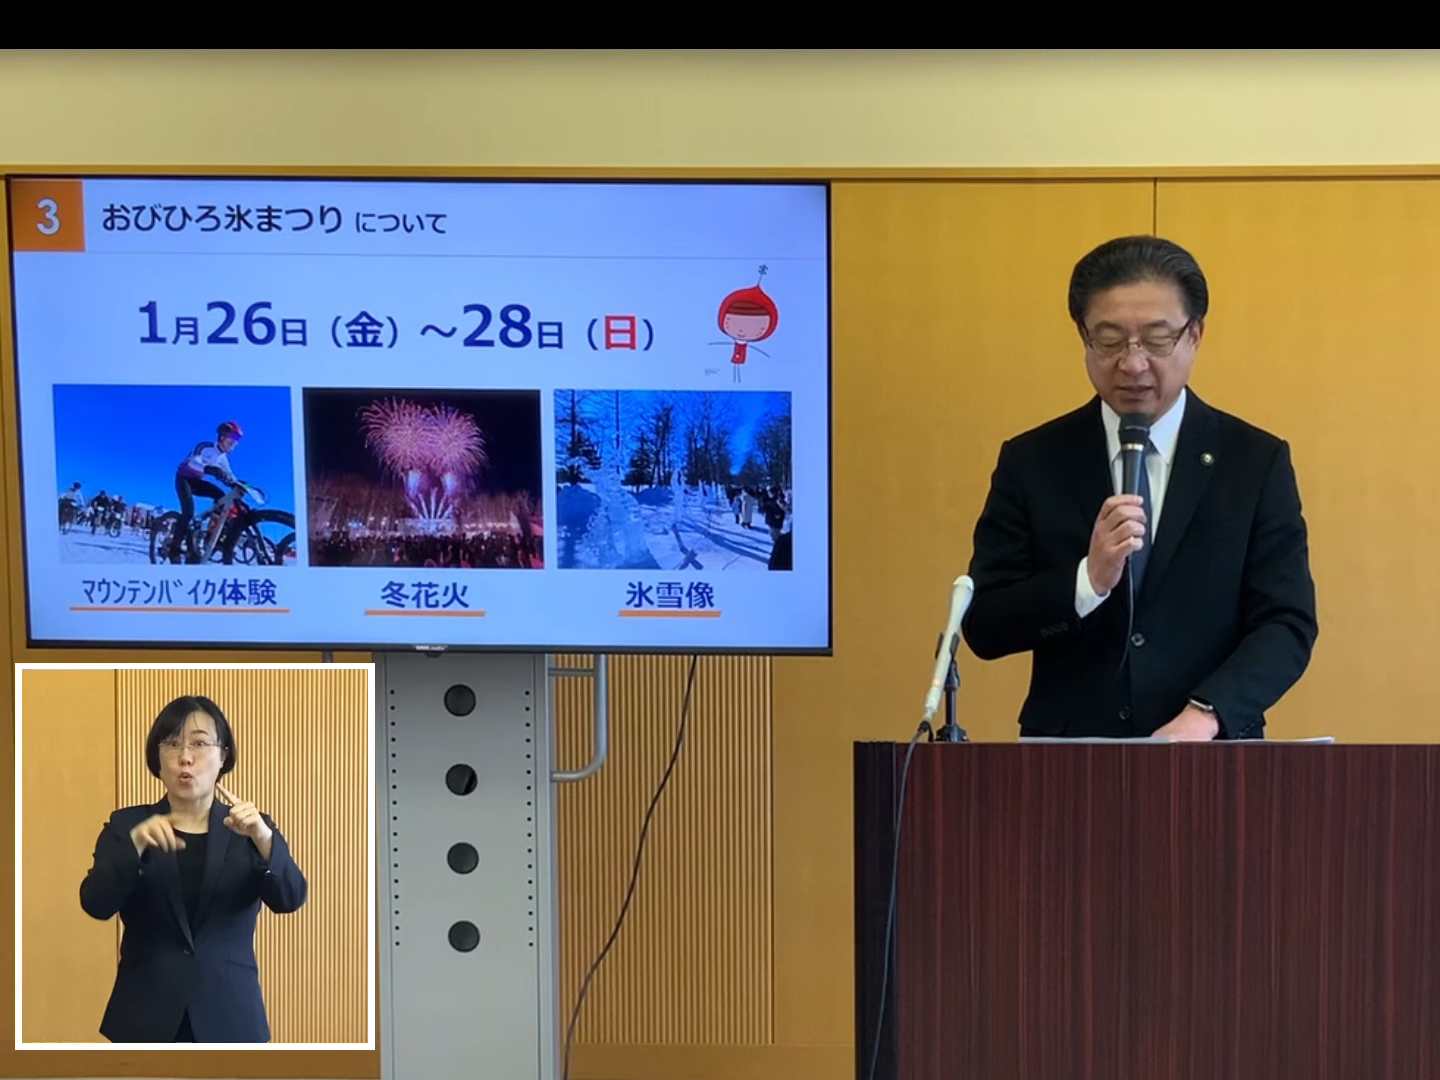 3 おびひろ氷まつり について
1月26日（金）～28日（日）
ﾏｳﾝﾃﾝﾊﾞｲｸ体験 冬花火 氷雪像